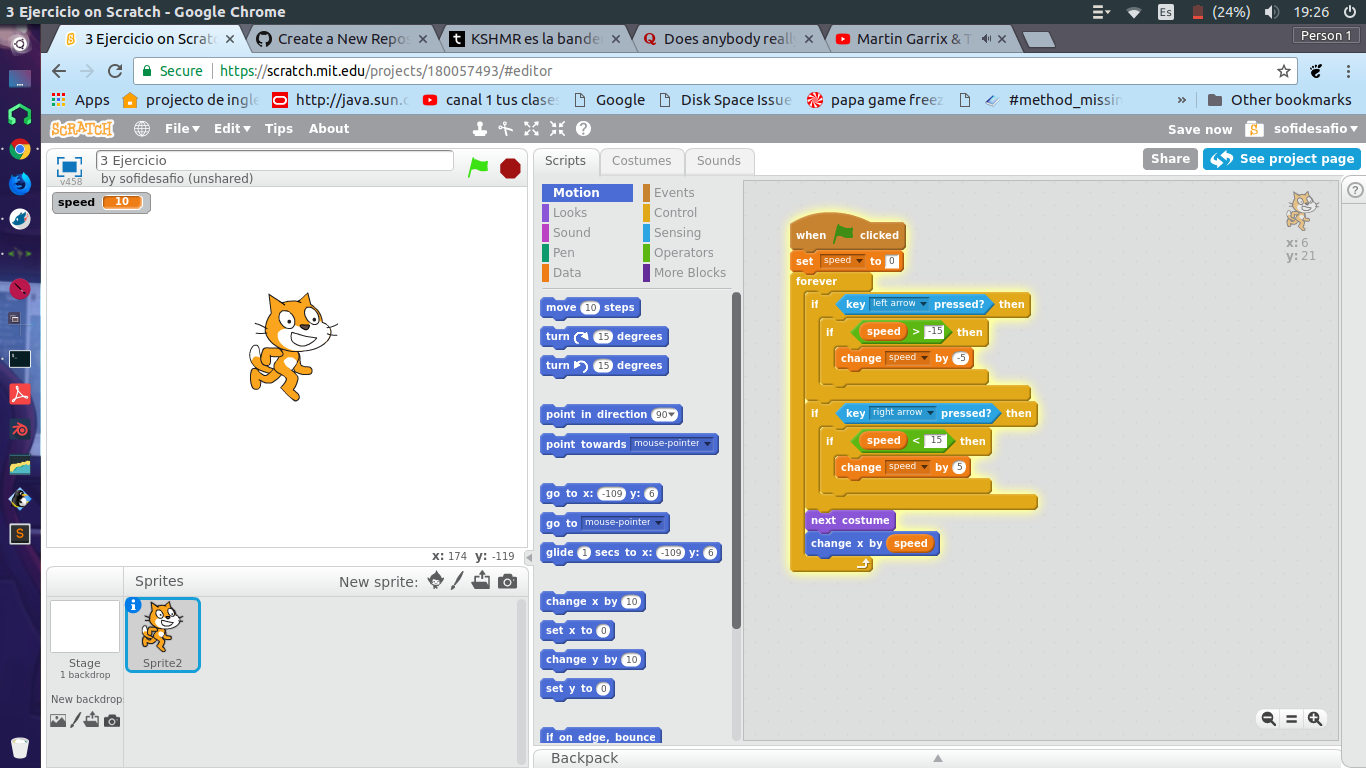 3 Ejercicio on Scratch - Google Chrome
Es (24%) 19:26
3 Ejercicio on Scratc
Create a New Repos
KSHMR es la bander
Does anybody really
Martin Garrix & T
Person 1
Secure https://scratch.mit.edu/projects/180057493/#editor
Apps projecto de ingle http://java.sun.c canal 1 tus clase Google Disk Space Issue papa game freez #method_missin » Other bookmarks
SCRATCH File Edit Tips About Save now sofidesafio
v458
3 Ejercicio
by sofidesafio (unshared)
Scripts Costumes Sounds
Share See project page
speed 10
Motion
Looks
Sound
Pen
Data
Events
Control
Sensing
Operators
More Blocks
move 10 steps
turn 15 degrees
turn 15 degrees
point in direction 90
point towards mouse-pointer
go to x: -109 y: 6
go to mouse-pointer
glide 1 secs to x: -109 y: 6
change x by 10
set x to 0
change y by 10
set y to 0
if on edge, bounce
when clicked
set speed to 0
forever
if key left arrow pressed? then
if speed > -15 then
change speed by -5
if key right arrow pressed? then
if speed < 15 then
change speed by 5
next costume
change x by speed
x: 6
y: 21
x: 174 y: -119
Sprites New sprite:
Stage
1 backdrop
New backdrop
Sprite2
Backpack